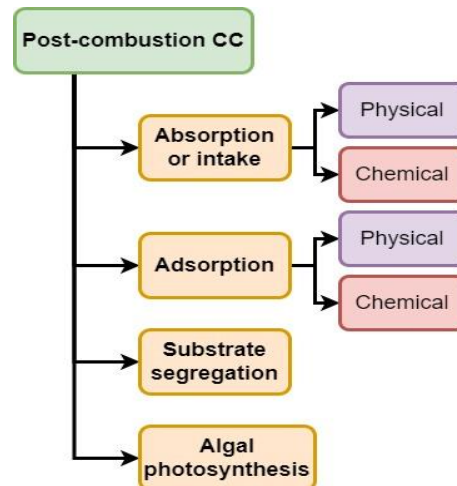 Post-combustion CC
Absorption
or intake
Physical
Chemical
Adsorption
Physical
Chemical
Substrate
segregation
Algal
photosynthesis